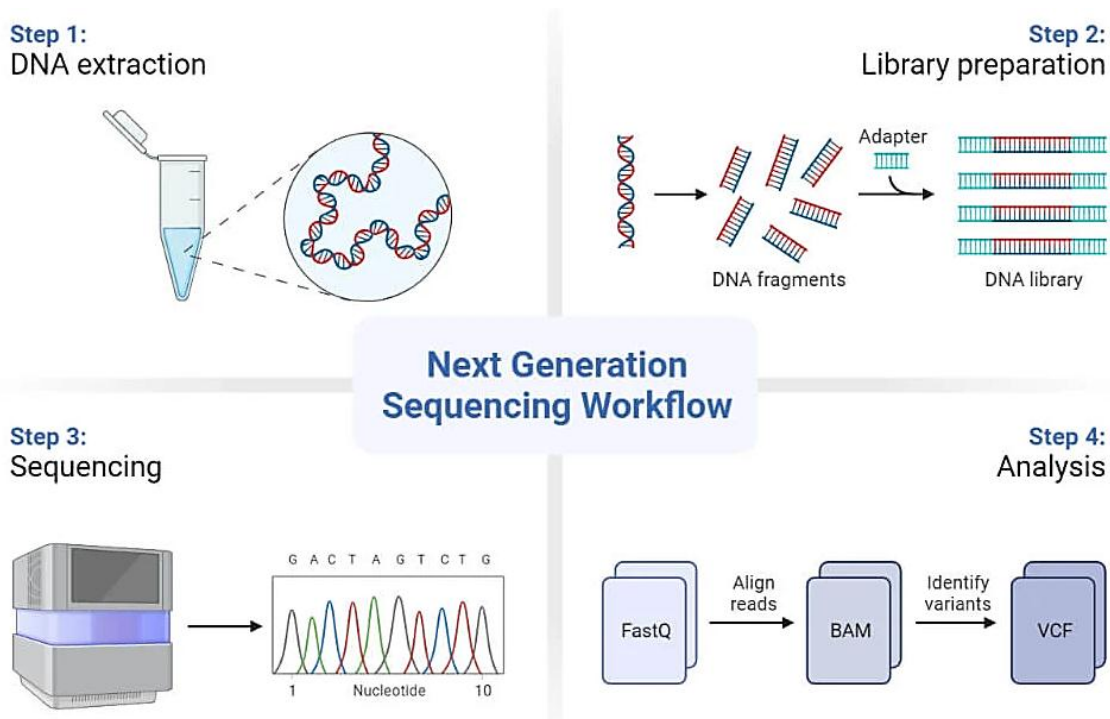 Step 1:
DNA extraction
Step 2:
Library preparation
Adapter
DNA fragments
DNA library
Next Generation
Sequencing Workflow
Step 3:
Sequencing
G A C T A G T C T G
1 Nucleotide 10
Step 4:
Analysis
FastQ
Align
reads
BAM
Identify
variants
VCF